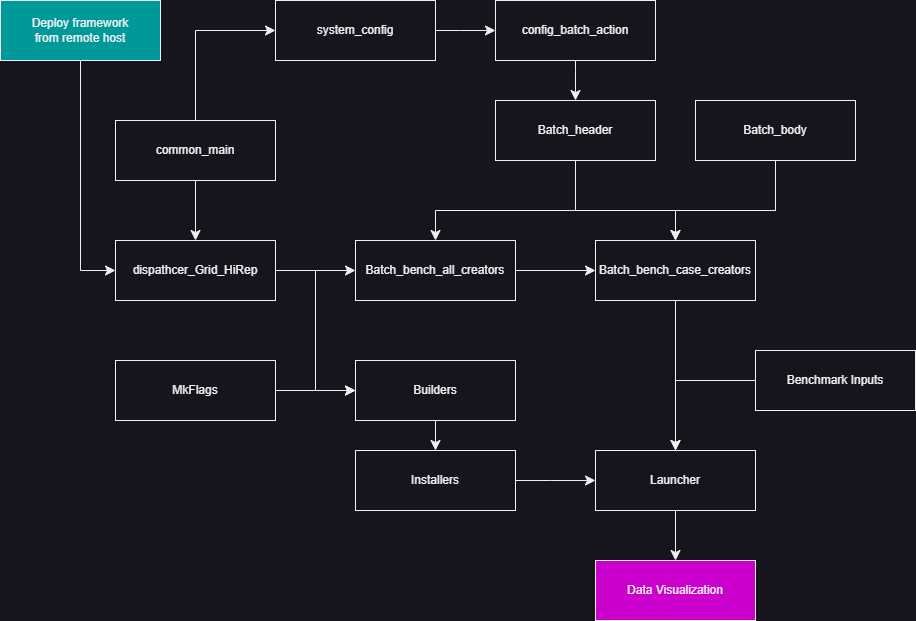 Deploy framework
from remote host
system_config
config_batch_action
common_main
Batch_header
Batch_body
dispathcer_Grid_HiRep
Batch_bench_all_creators
Batch_bench_case_creators
MkFlags
Builders
Benchmark Inputs
Installers
Launcher
Data Visualization